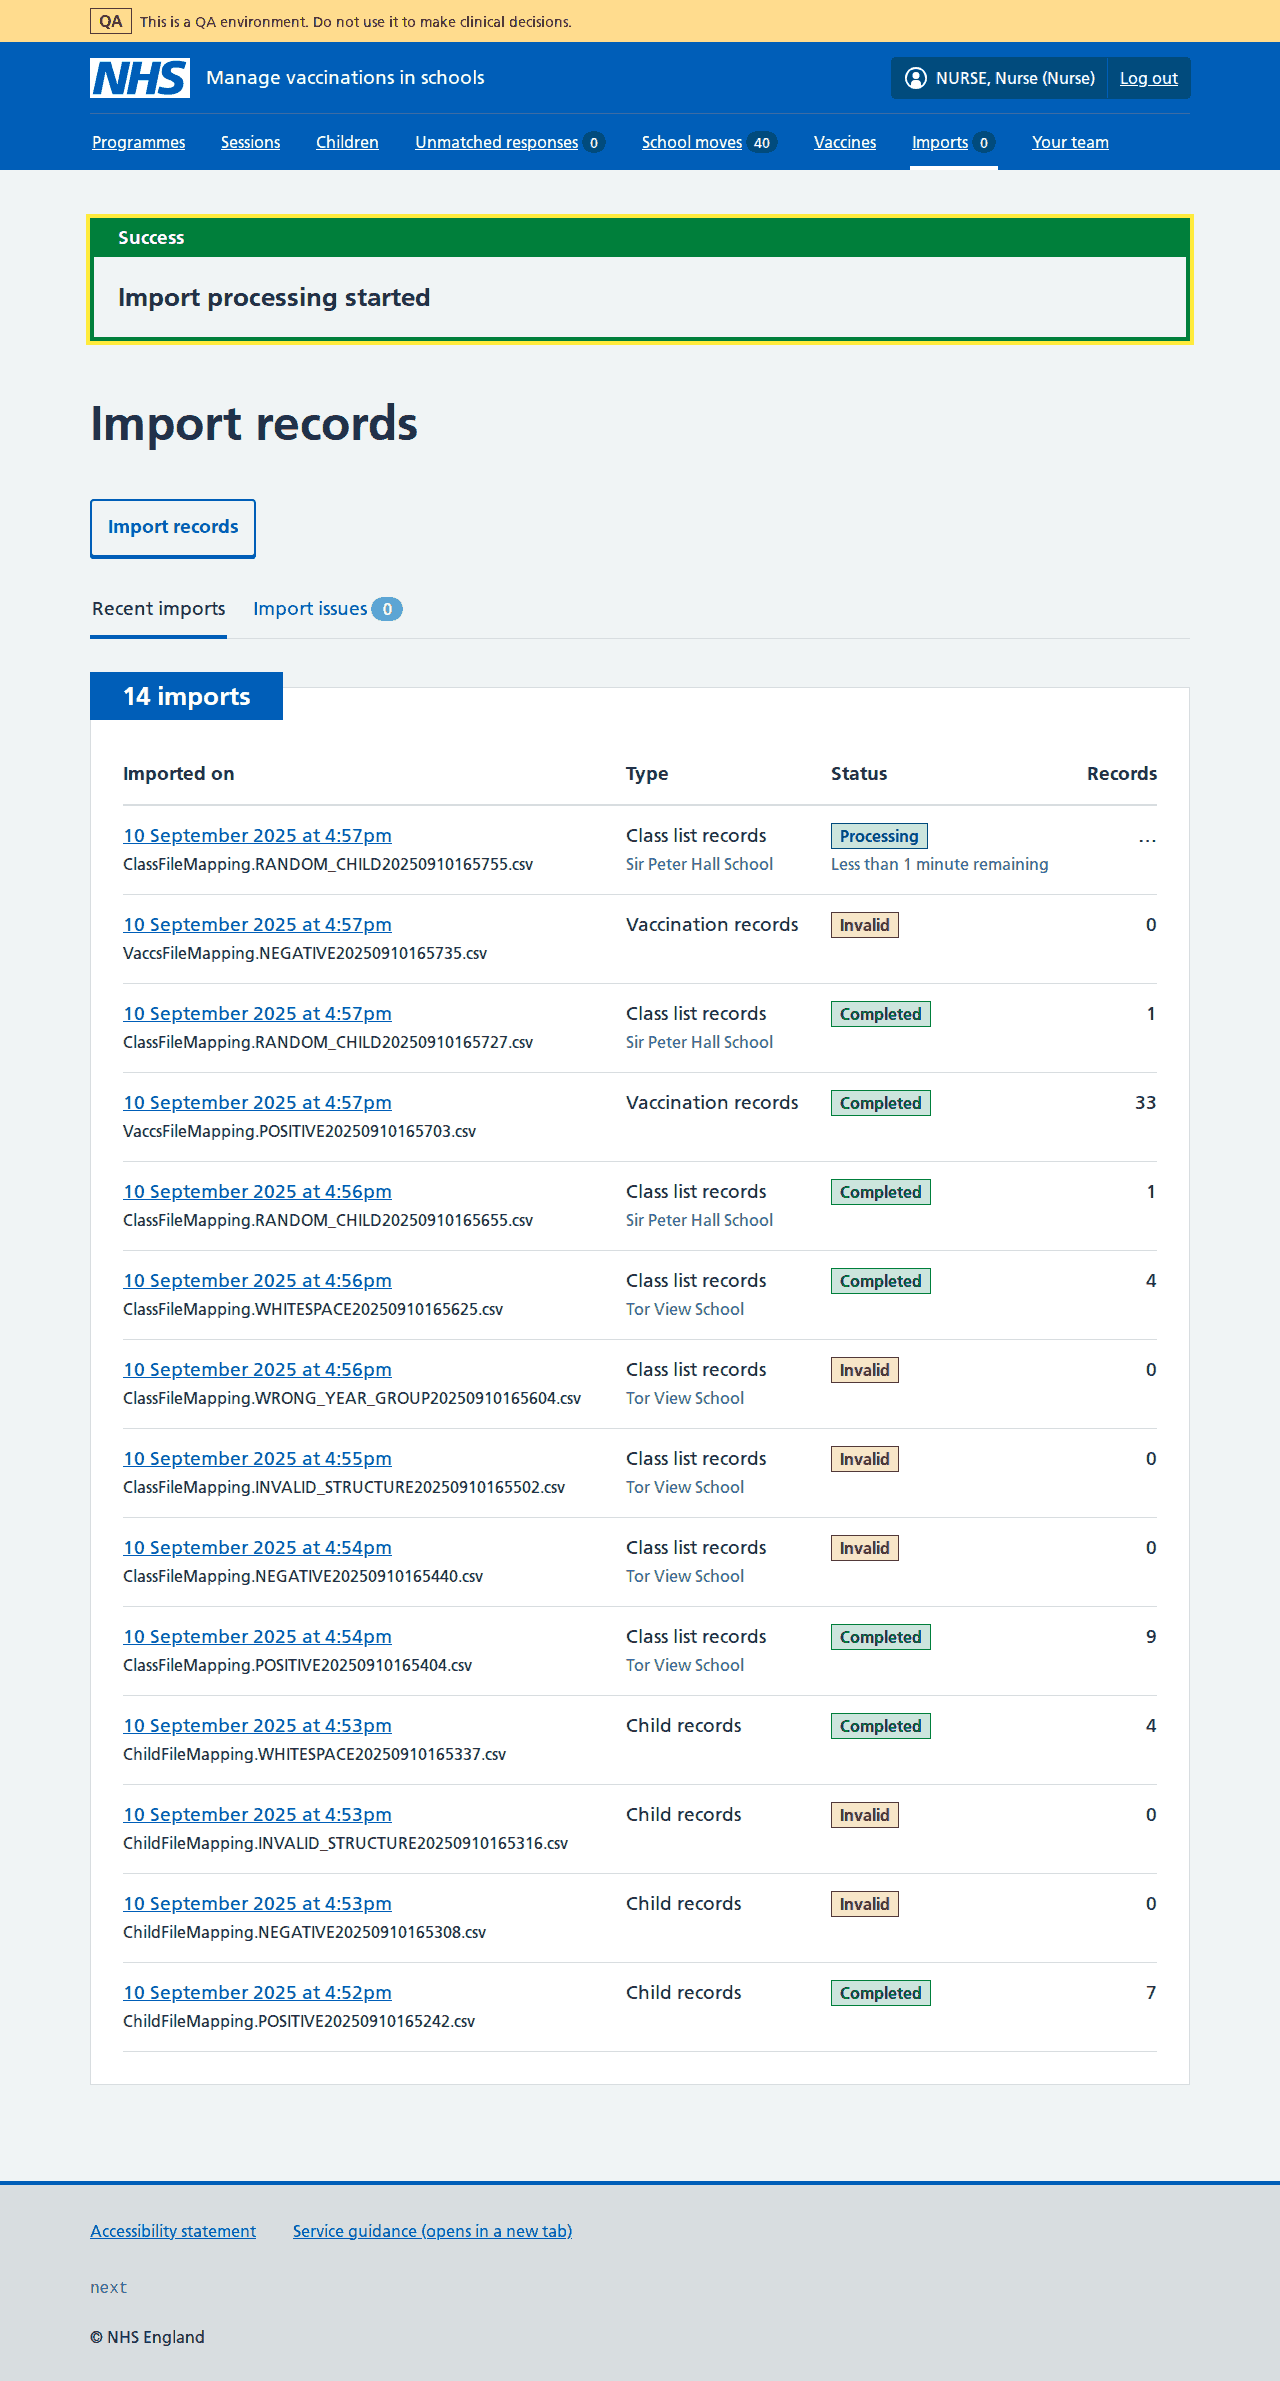 QA This is a QA environment. Do not use it to make clinical decisions.
NHS Manage vaccinations in schools NURSE, Nurse (Nurse) Log out
Programmes Sessions Children Unmatched responses 0 School moves 40 Vaccines Imports 0 Your team
Success
Import processing started
Import records
Import records
Recent imports Import issues 0
14 imports
Imported on Type Status Records
10 September 2025 at 4:57pm Class list records Processing ...
ClassFileMapping.RANDOM_CHILD20250910165755.csv Sir Peter Hall School Less than 1 minute remaining
10 September 2025 at 4:57pm Vaccination records Invalid 0
VaccsFileMapping.NEGATIVE20250910165735.csv
10 September 2025 at 4:57pm Class list records Completed 1
ClassFileMapping.RANDOM_CHILD20250910165727.csv Sir Peter Hall School
10 September 2025 at 4:57pm Vaccination records Completed 33
VaccsFileMapping.POSITIVE20250910165703.csv
10 September 2025 at 4:56pm Class list records Completed 1
ClassFileMapping.RANDOM_CHILD20250910165655.csv Sir Peter Hall School
10 September 2025 at 4:56pm Class list records Completed 4
ClassFileMapping.WHITESPACE20250910165625.csv Tor View School
10 September 2025 at 4:56pm Class list records Invalid 0
ClassFileMapping.WRONG_YEAR_GROUP20250910165604.csv Tor View School
10 September 2025 at 4:55pm Class list records Invalid 0
ClassFileMapping.INVALID_STRUCTURE20250910165502.csv Tor View School
10 September 2025 at 4:54pm Class list records Invalid 0
ClassFileMapping.NEGATIVE20250910165440.csv Tor View School
10 September 2025 at 4:54pm Class list records Completed 9
ClassFileMapping.POSITIVE20250910165404.csv Tor View School
10 September 2025 at 4:53pm Child records Completed 4
ChildFileMapping.WHITESPACE20250910165337.csv
10 September 2025 at 4:53pm Child records Invalid 0
ChildFileMapping.INVALID_STRUCTURE20250910165316.csv
10 September 2025 at 4:53pm Child records Invalid 0
ChildFileMapping.NEGATIVE20250910165308.csv
10 September 2025 at 4:52pm Child records Completed 7
ChildFileMapping.POSITIVE20250910165242.csv
Accessibility statement Service guidance (opens in a new tab)
next
© NHS England